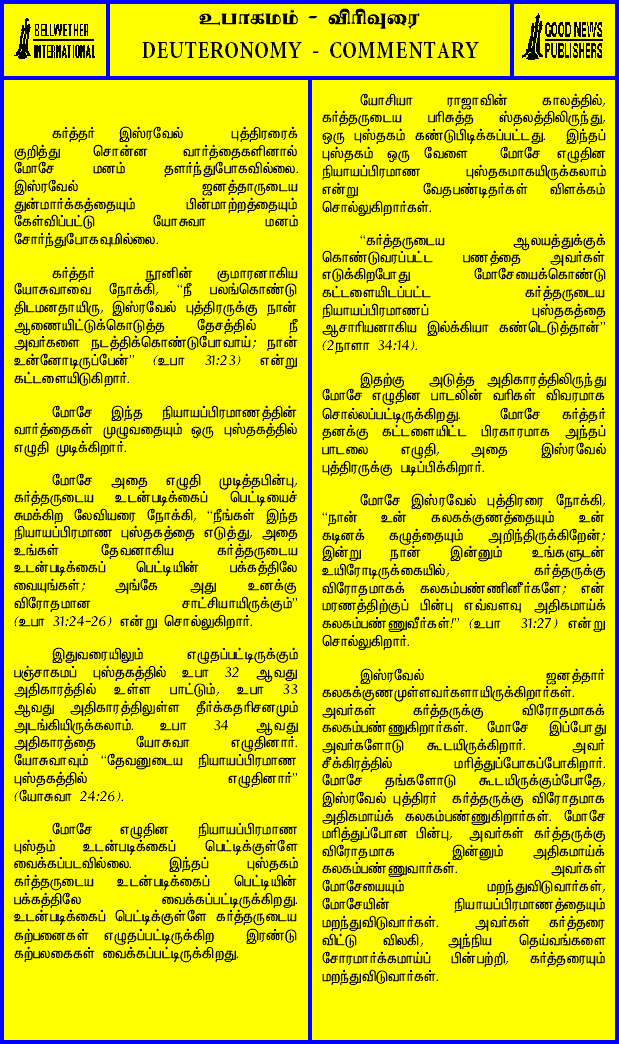 BELLWETHER
INTERNATIONAL
உபாகமம் - விரிவுரை
DEUTERONOMY - COMMENTARY
GOOD NEWS
PUBLISHERS
கர்த்தர் இஸ்ரவேல் புத்திரரைக்
குறித்து சொன்ன வார்த்தைகளினால்
மோசே மனம் தளர்ந்துபோகவில்லை.
இஸ்ரவேல் ஜனத்தாருடைய
துன்மார்க்கத்தையும் பின்மாற்றத்தையும்
கேள்விப்பட்டு யோசுவா மனம்
சோர்ந்துபோகவுமில்லை.
கர்த்தர் நூனின் குமாரனாகிய
யோசுவாவை நோக்கி, “நீ பலங்கொண்டு
திடமனதாயிரு, இஸ்ரவேல் புத்திரருக்கு நான்
ஆணையிட்டுக்கொடுத்த தேசத்தில் நீ
அவர்களை நடத்திக்கொண்டுபோவாய்; நான்
உன்னோடிருப்பேன்” (உபா 31:23) என்று
கட்டளையிடுகிறார்.
மோசே இந்த நியாயப்பிரமாணத்தின்
வார்த்தைகள் முழுவதையும் ஒரு புஸ்தகத்தில்
எழுதி முடிக்கிறார்.
மோசே அதை எழுதி முடித்தபின்பு,
கர்த்தருடைய உடன்படிக்கைப் பெட்டியைச்
சுமக்கிற லேவியரை நோக்கி, “நீங்கள் இந்த
நியாயப்பிரமாண புஸ்தகத்தை எடுத்து, அதை
உங்கள் தேவனாகிய கர்த்தருடைய
உடன்படிக்கைப் பெட்டியின் பக்கத்திலே
வையுங்கள்; அங்கே அது உனக்கு
விரோதமான சாட்சியாயிருக்கும்”
(உபா 31:24-26) என்று சொல்லுகிறார்.
இதுவரையிலும் எழுதப்பட்டிருக்கும்
பஞ்சாகமப் புஸ்தகத்தில் உபா 32 ஆவது
அதிகாரத்தில் உள்ள பாட்டும், உபா 33
ஆவது அதிகாரத்திலுள்ள தீர்க்கதரிசனமும்
அடங்கியிருக்கலாம். உபா 34 ஆவது
அதிகாரத்தை யோசுவா எழுதினார்.
யோசுவாவும் “தேவனுடைய நியாயப்பிரமாண
புஸ்தகத்தில் எழுதினார்”
(யோசுவா 24:26).
மோசே எழுதின நியாயப்பிரமாண
புஸ்தம் உடன்படிக்கைப் பெட்டிக்குள்ளே
வைக்கப்படவில்லை. இந்தப் புஸ்தகம்
கர்த்தருடைய உடன்படிக்கைப் பெட்டியின்
பக்கத்திலே வைக்கப்பட்டிருக்கிறது.
உடன்படிக்கைப் பெட்டிக்குள்ளே கர்த்தருடைய
கற்பனைகள் எழுதப்பட்டிருக்கிற இரண்டு
கற்பலகைகள் வைக்கப்பட்டிருக்கிறது.
யோசியா ராஜாவின் காலத்தில்,
கர்த்தருடைய பரிசுத்த ஸ்தலத்திலிருந்து,
ஒரு புஸ்தகம் கண்டுபிடிக்கப்பட்டது. இந்தப்
புஸ்தகம் ஒரு வேளை மோசே எழுதின
நியாயப்பிரமாண புஸ்தகமாகயிருக்கலாம்
என்று வேதபண்டிதர்கள் விளக்கம்
சொல்லுகிறார்கள்.
“கர்த்தருடைய ஆலயத்துக்குக்
கொண்டுவரப்பட்ட பணத்தை அவர்கள்
எடுக்கிறபோது மோசேயைக்கொண்டு
கட்டளையிடப்பட்ட கர்த்தருடைய
நியாயப்பிரமாணப் புஸ்தகத்தை
ஆசாரியனாகிய இல்க்கியா கண்டெடுத்தான்”
(2நாளா 34:14).
இதற்கு அடுத்த அதிகாரத்திலிருந்து
மோசே எழுதின பாடலின் வரிகள் விவரமாக
சொல்லப்பட்டிருக்கிறது. மோசே கர்த்தர்
தனக்கு கட்டளையிட்ட பிரகாரமாக அந்தப்
பாடலை எழுதி, அதை இஸ்ரவேல்
புத்திரருக்கு படிப்பிக்கிறார்.
மோசே இஸ்ரவேல் புத்திரரை நோக்கி,
“நான் உன் கலகக்குணத்தையும் உன்
கடினக் கழுத்தையும் அறிந்திருக்கிறேன்;
இன்று நான் இன்னும் உங்களுடன்
உயிரோடிருக்கையில், கர்த்தருக்கு
விரோதமாகக் கலகம்பண்ணினீர்களே; என்
மரணத்திற்குப் பின்பு எவ்வளவு அதிகமாய்க்
கலகம்பண்ணுவீர்கள்!” (உபா 31:27) என்று
சொல்லுகிறார்.
இஸ்ரவேல் ஜனத்தார்
கலகக்குணமுள்ளவர்களாயிருக்கிறார்கள்.
அவர்கள் கர்த்தருக்கு விரோதமாகக்
கலகம்பண்ணுகிறார்கள். மோசே இப்போது
அவர்களோடு கூடயிருக்கிறார். அவர்
சீக்கிரத்தில் மரித்துப்போகப்போகிறார்.
மோசே தங்களோடு கூடயிருக்கும்போதே,
இஸ்ரவேல் புத்திரர் கர்த்தருக்கு விரோதமாக
அதிகமாய்க் கலகம்பண்ணுகிறார்கள். மோசே
மரித்துப்போன பின்பு, அவர்கள் கர்த்தருக்கு
விரோதமாக இன்னும் அதிகமாய்க்
கலகம்பண்ணுவார்கள். அவர்கள்
மோசேயையும் மறந்துவிடுவார்கள்,
மோசேயின் நியாயப்பிரமாணத்தையும்
மறந்துவிடுவார்கள். அவர்கள் கர்த்தரை
விட்டு விலகி, அந்நிய தெய்வங்களை
சோரமார்க்கமாய்ப் பின்பற்றி, கர்த்தரையும்
மறந்துவிடுவார்கள்.